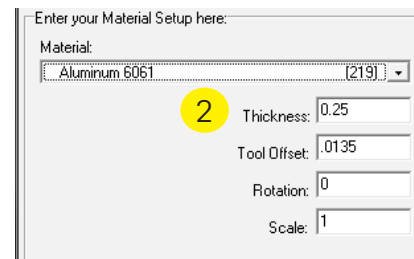 Enter your Material Setup here:
Material:
Aluminum 6061 [219]
2 Thickness: 0.25
Tool Offset: .0135
Rotation: 0
Scale: 1